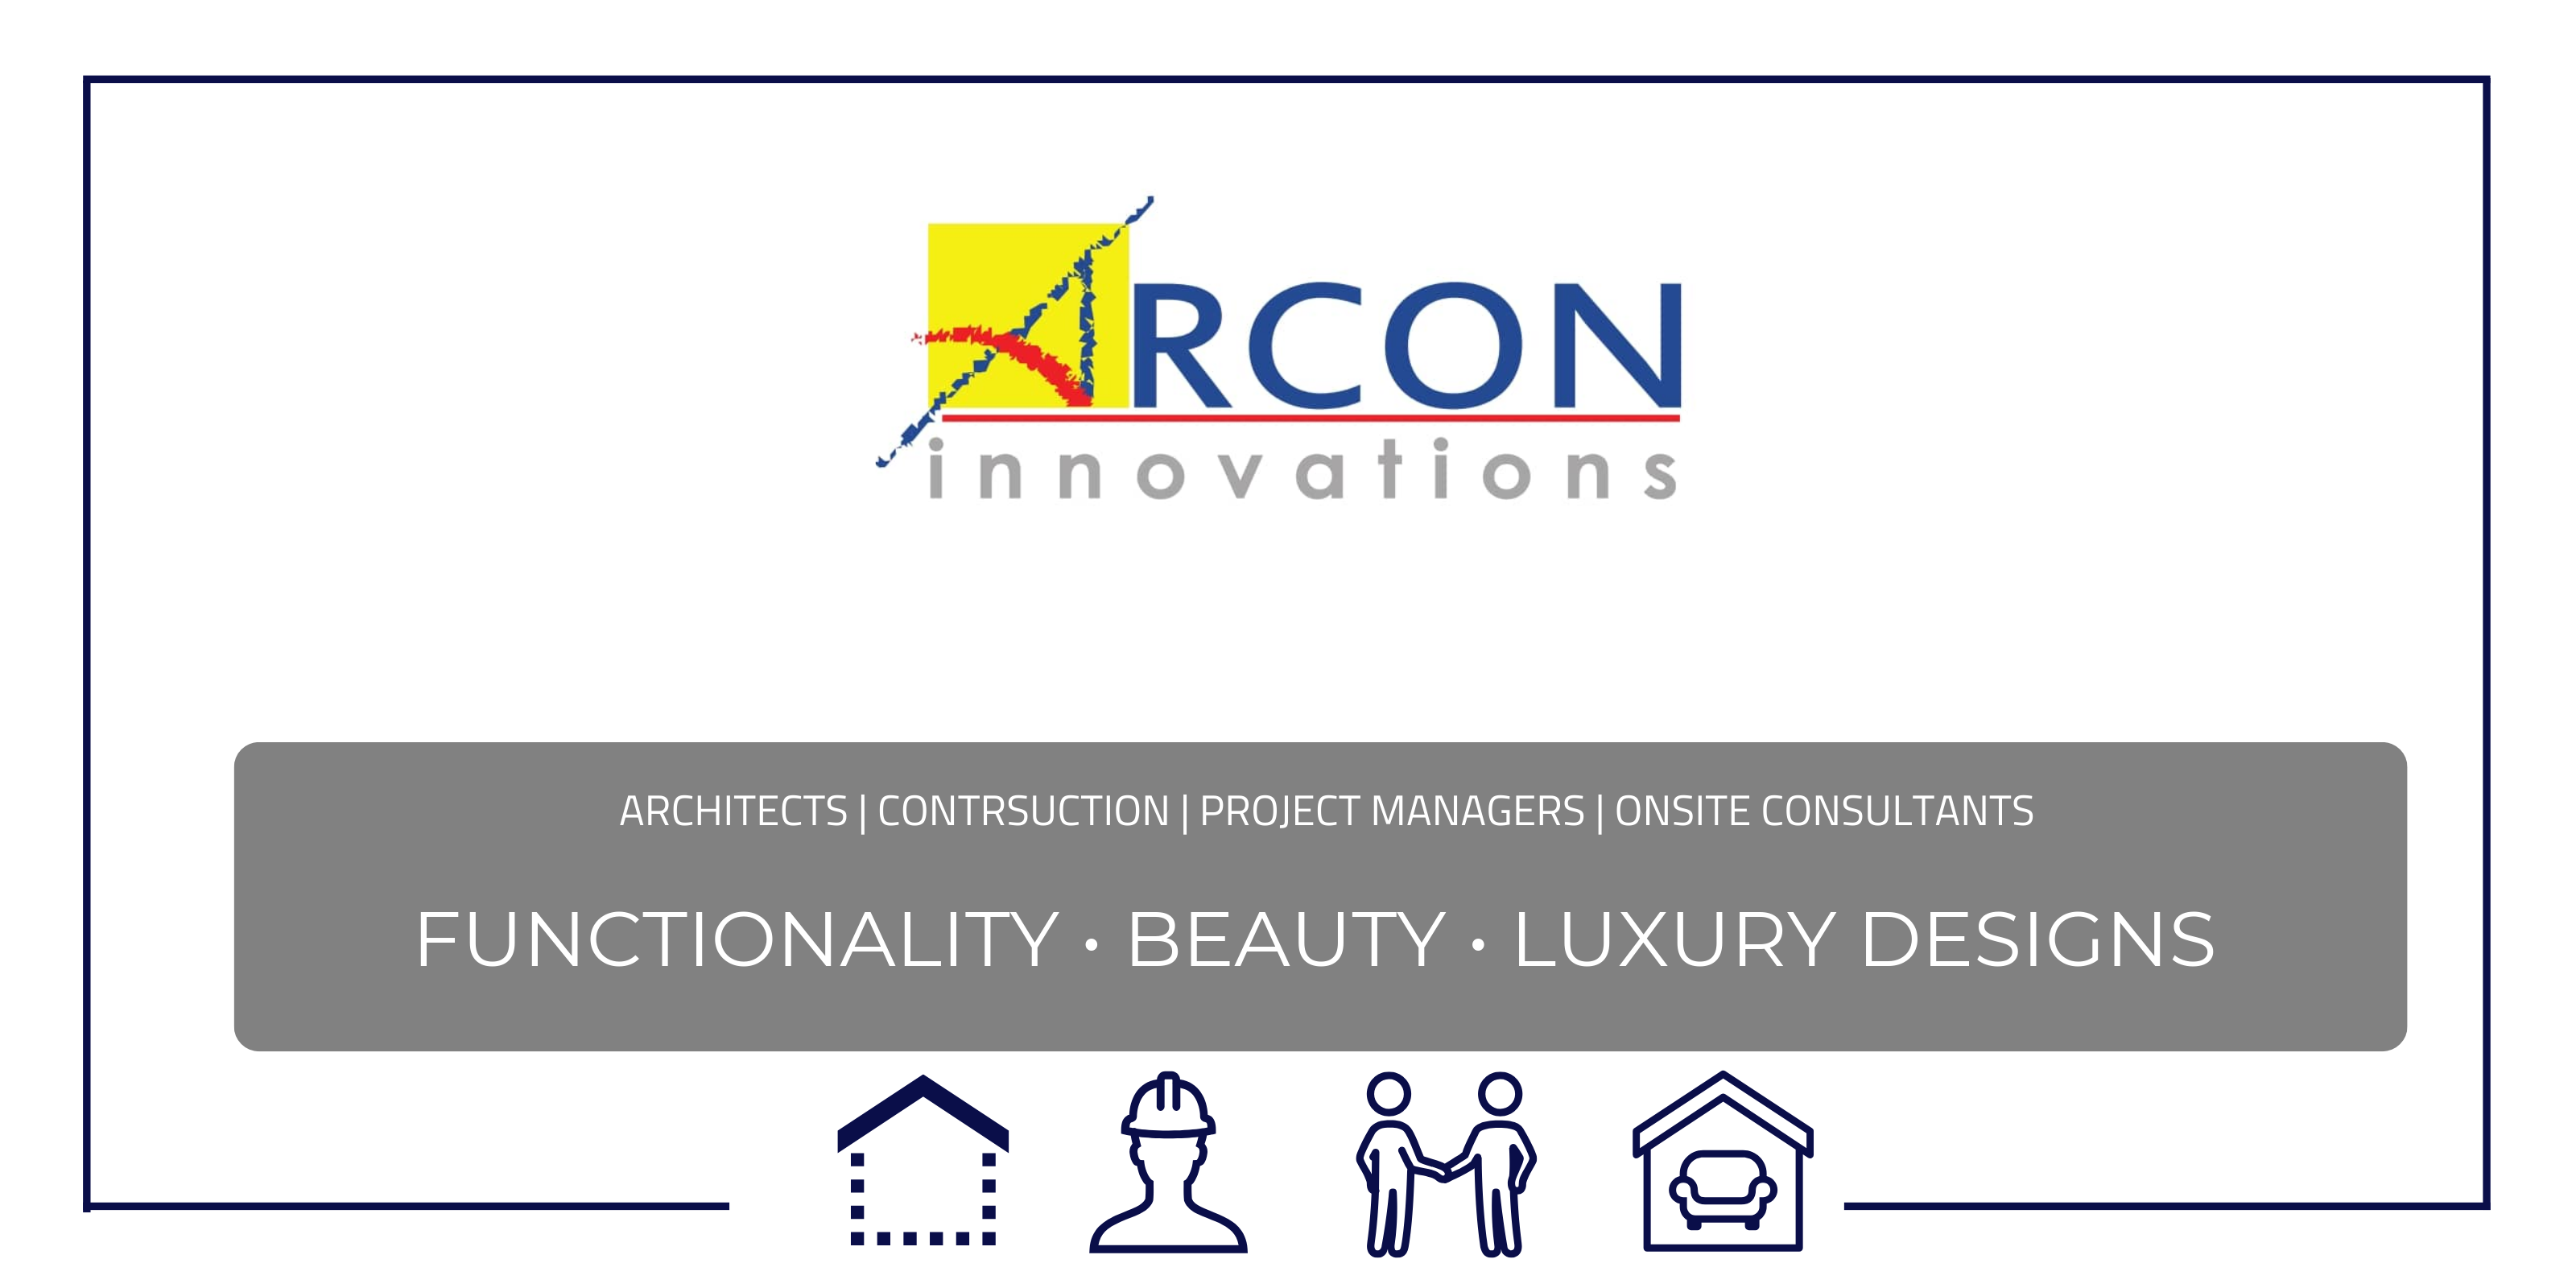 ARCON
innovations
ARCHITECTS | CONTRSUCTION | PROJECT MANAGERS | ONSITE CONSULTANTS
FUNCTIONALITY • BEAUTY • LUXURY DESIGNS